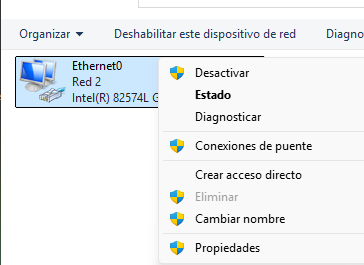 Organizar
Deshabilitar este dispositivo de red
Ethernet0
Red 2
Intel(R) 82574L
Desactivar
Estado
Diagnosticar
Conexiones de puente
Crear acceso directo
Eliminar
Cambiar nombre
Propiedades